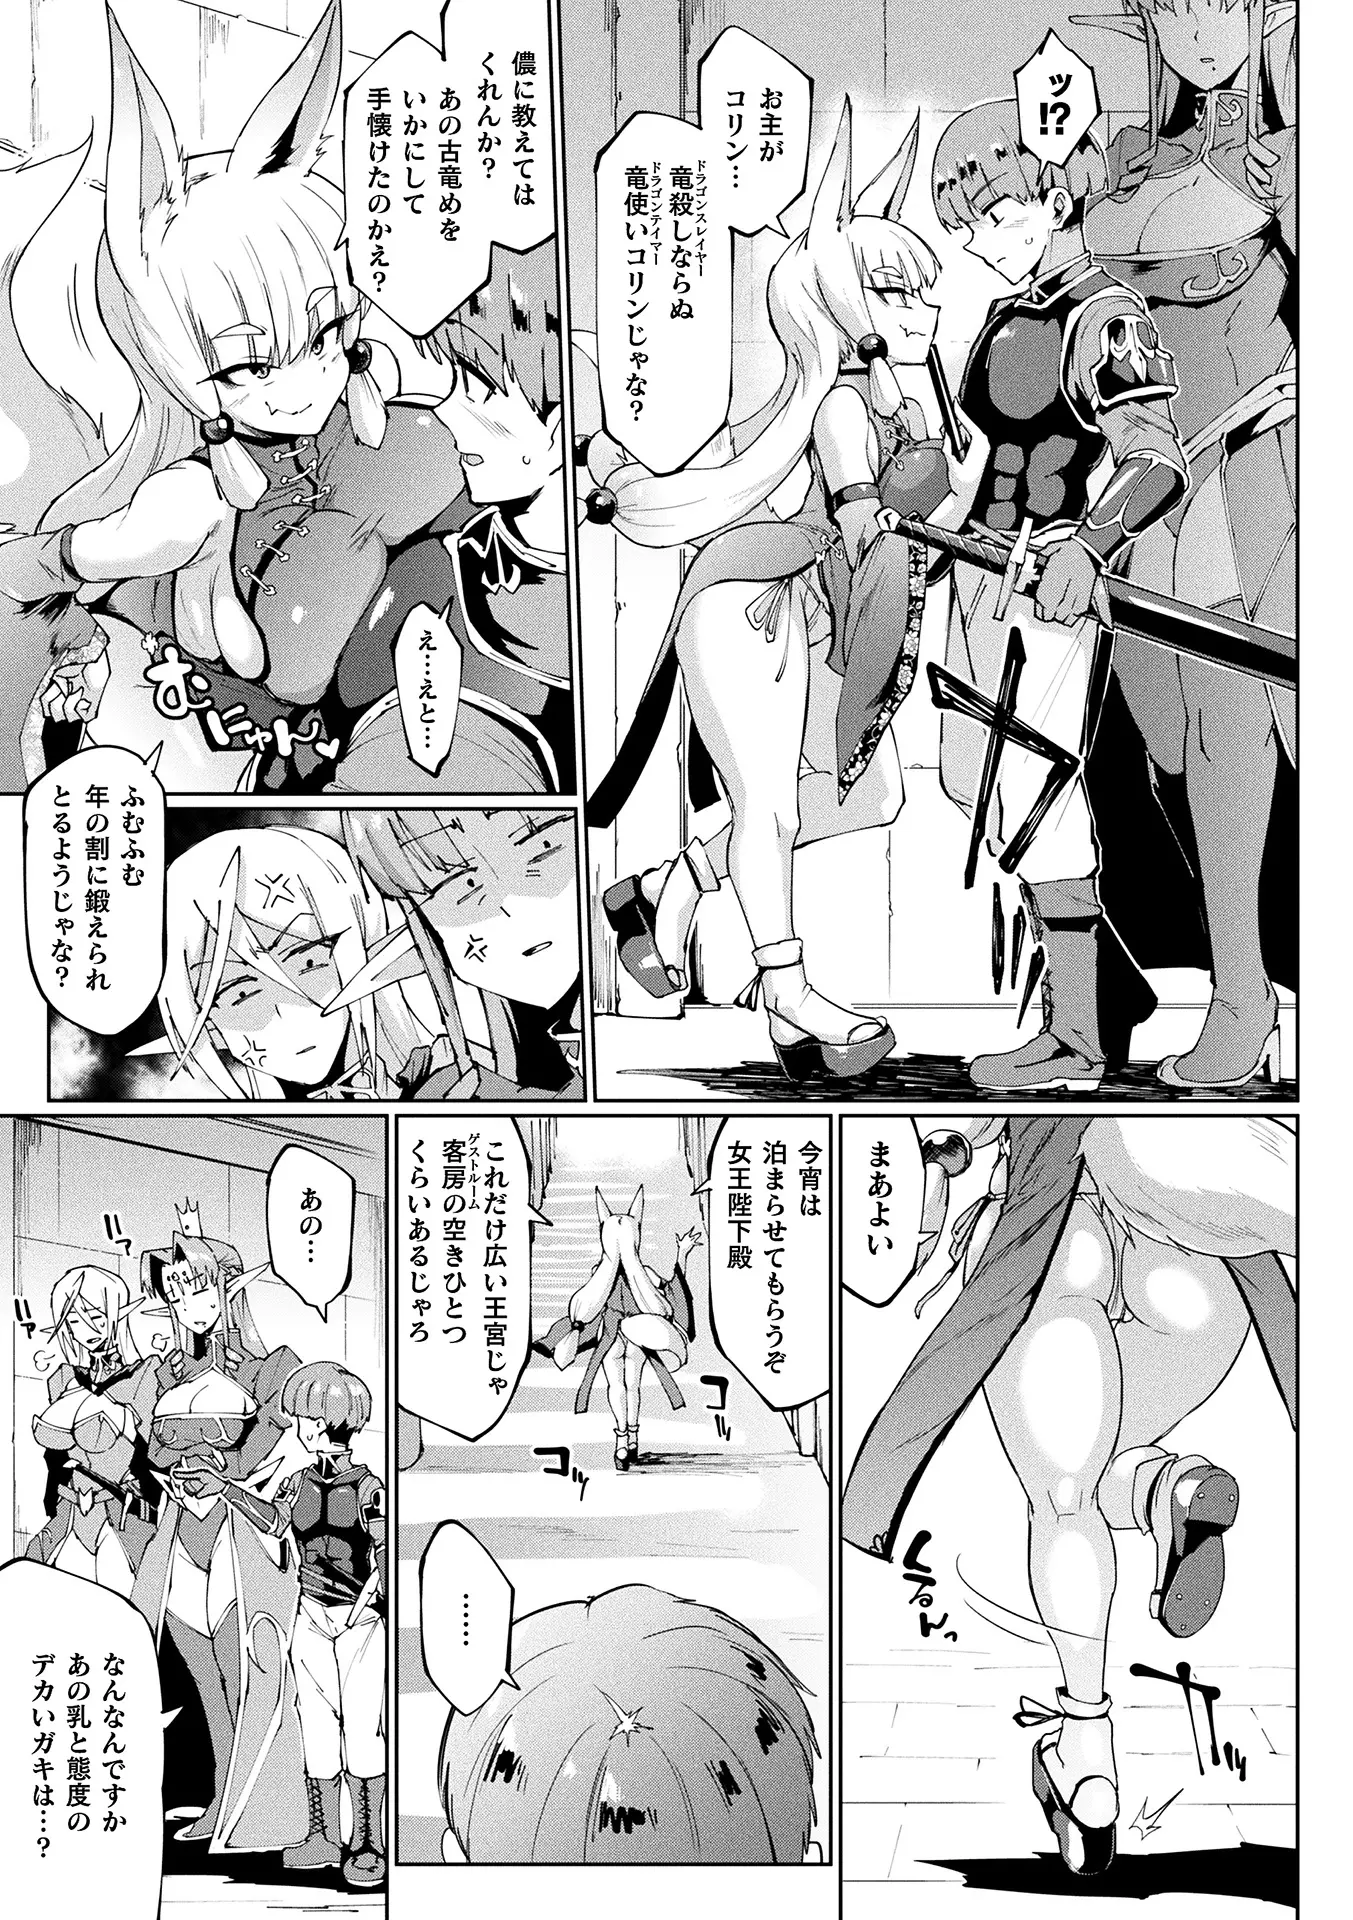 ッ!?
お主が
コリン…
竜殺しならぬ
ドラゴンスレイヤー
竜使いコリンじゃな?
ドラゴンテイマー
ズイ
儂に教えては
くれんか?
あの古竜めを
いかにして
手懐けたのかえ?
え…えと…
むにゅん♡
ふむふむ
年の割に鍛えられ
とるようじゃな?
まあよい
くるんっ
カッ
今宵は
泊まらせてもらうぞ
女王陛下殿
これだけ広い王宮じゃ
客房の空きひとつ
ゲストルーム
くらいあるじゃろ
コツ
コツ
……
あの…
ハァ
ハァ
なんなんですか
あの乳と態度の
デカいガキは…?